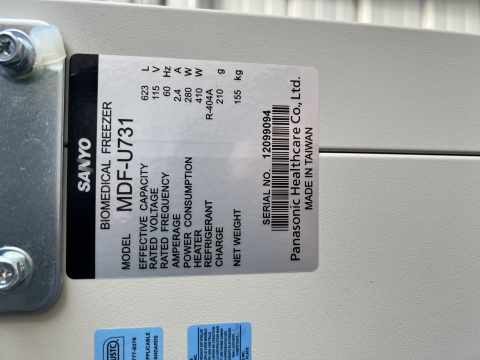 SANYO
BIOMEDICAL FREEZER
MODEL MDF-U731
EFFECTIVE CAPACITY 623 L
RATED VOLTAGE 115 V
RATED FREQUENCY 60 Hz
AMPERAGE 2.4 A
POWER CONSUMPTION 280 W
HEATER 410 W
REFRIGERANT R-404A
CHARGE 210 g
NET WEIGHT 155 kg
SERIAL NO. 12099094
Panasonic Healthcare Co., Ltd.
MADE IN TAIWAN